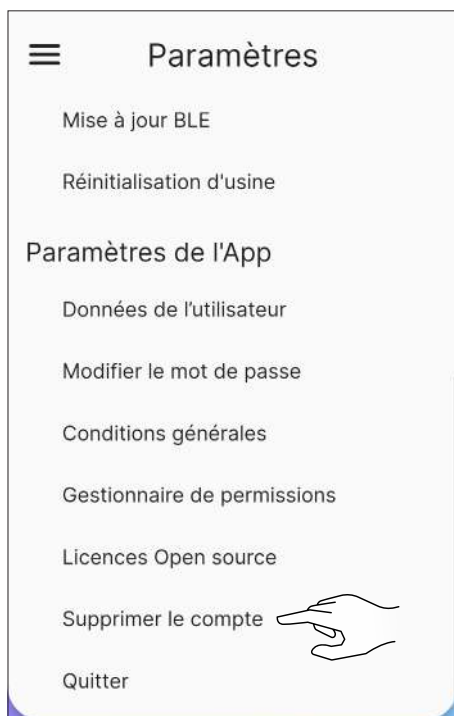 Paramètres
Mise à jour BLE
Réinitialisation d'usine
Paramètres de l'App
Données de l’utilisateur
Modifier le mot de passe
Conditions générales
Gestionnaire de permissions
Licences Open source
Supprimer le compte
Quitter